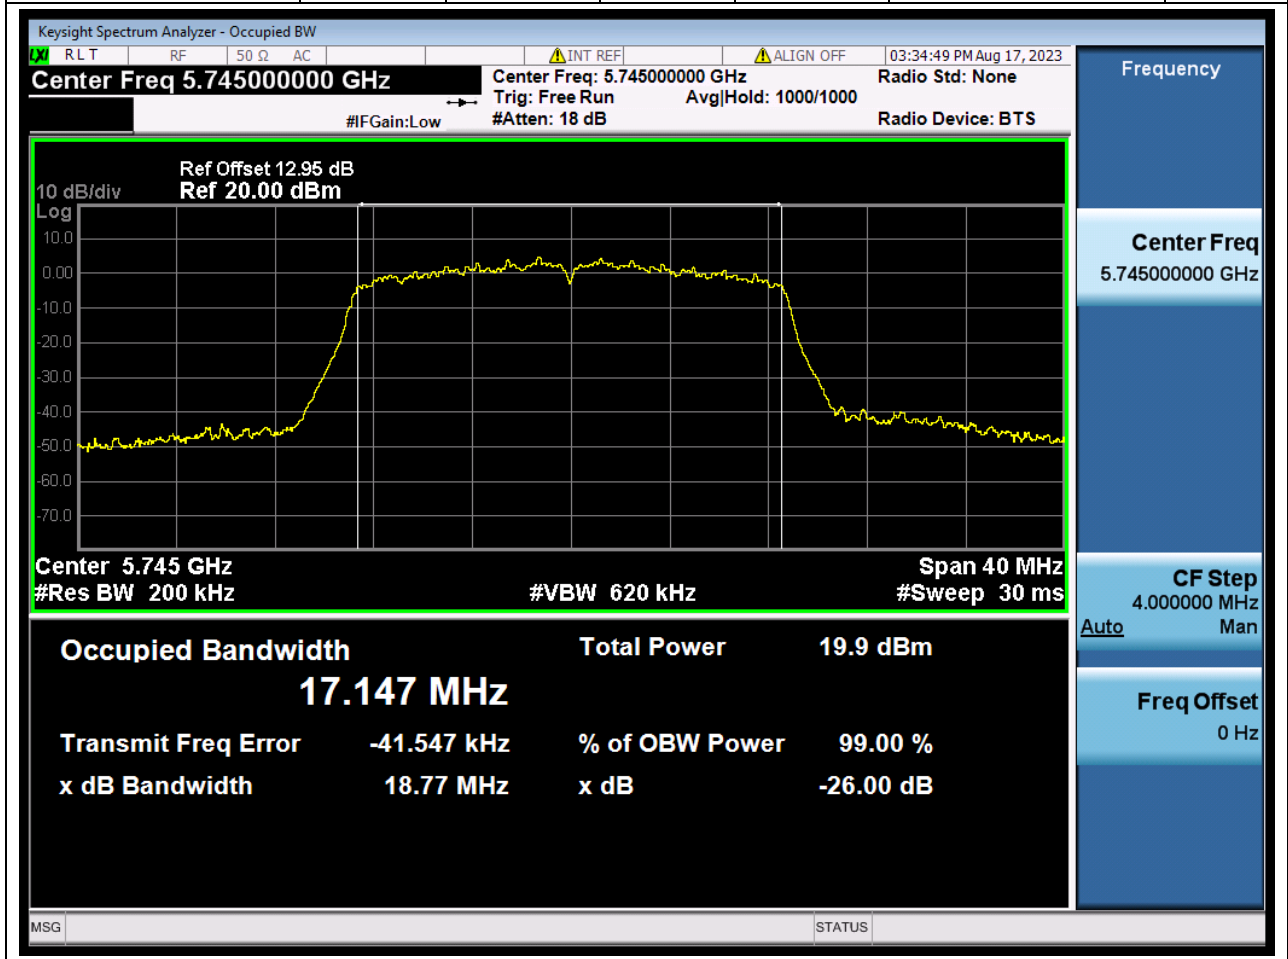 Keysight Spectrum Analyzer - Occupied BW
LXI RLT RF 50 Ω AC INT REF ALIGN OFF 03:34:49 PM Aug 17, 2023
Center Freq 5.745000000 GHz
Center Freq: 5.745000000 GHz
Radio Std: None
Trig: Free Run Avg|Hold: 1000/1000
#IFGain:Low
#Atten: 18 dB
Radio Device: BTS
Ref Offset 12.95 dB
10 dB/div Ref 20.00 dBm
Log
10.0
0.00
-10.0
-20.0
-30.0
-40.0
-50.0
-60.0
-70.0
Center 5.745 GHz Span 40 MHz
#Res BW 200 kHz #VBW 620 kHz #Sweep 30 ms
Occupied Bandwidth Total Power 19.9 dBm
17.147 MHz
Transmit Freq Error -41.547 kHz % of OBW Power 99.00 %
x dB Bandwidth 18.77 MHz x dB -26.00 dB
MSG STATUS
Frequency
Center Freq
5.745000000 GHz
CF Step
4.000000 MHz
Auto Man
Freq Offset
0 Hz